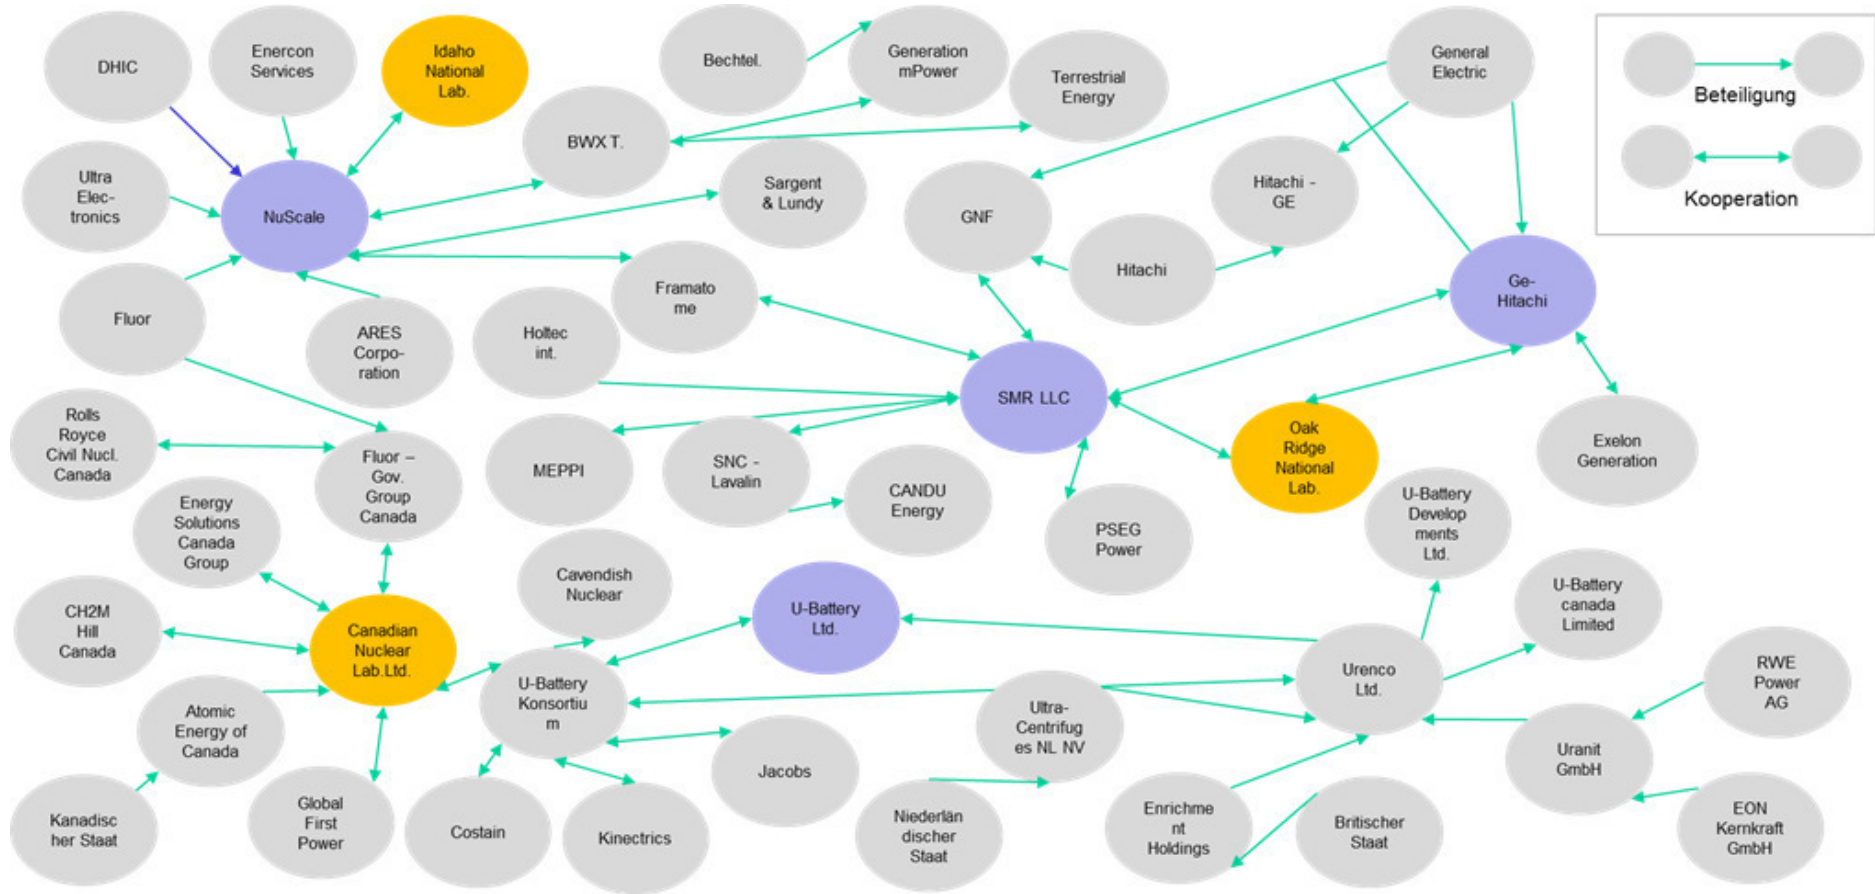 DHIC
Enercon
Services
Idaho
National
Lab.
Bechtel.
Generation
mPower
Terrestrial
Energy
General
Electric
Beteiligung
Kooperation
Ultra
Elec-
tronics
NuScale
BWX T.
Sargent
& Lundy
GNF
Hitachi -
GE
Hitachi
Ge-
Hitachi
Fluor
ARES
Corpo-
ration
Framato
me
Holtec
int.
SMR LLC
Rolls
Royce
Civil Nucl.
Canada
Fluor –
Gov.
Group
Canada
MEPPI
SNC -
Lavalin
CANDU
Energy
PSEG
Power
Oak
Ridge
National
Lab.
Exelon
Generation
Energy
Solutions
Canada
Group
U-Battery
Develop
ments
Ltd.
CH2M
Hill
Canada
Canadian
Nuclear
Lab.Ltd.
Cavendish
Nuclear
U-Battery
Ltd.
U-Battery
canada
Limited
Atomic
Energy of
Canada
U-Battery
Konsortiu
m
Ultra-
Centrifug
es NL NV
Urenco
Ltd.
RWE
Power
AG
Uranit
GmbH
Kanadisc
her Staat
Global
First
Power
Costain
Kinectrics
Jacobs
Niederlän
discher
Staat
Enrichme
nt
Holdings
Britischer
Staat
EON
Kernkraft
GmbH